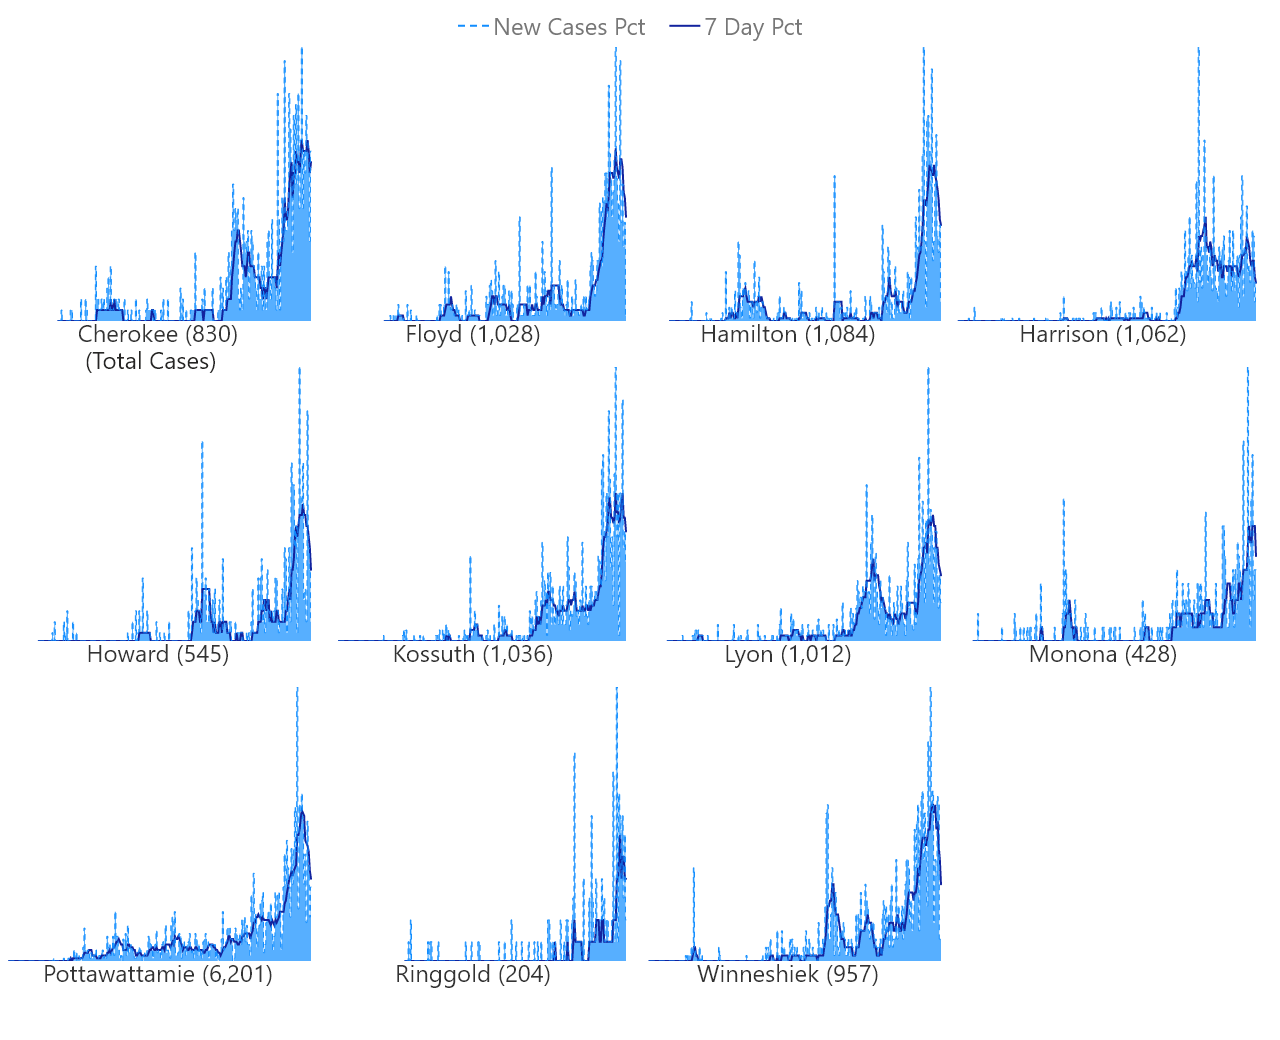 New Cases Pct 7 Day Pct
Cherokee (830)
(Total Cases)
Floyd (1,028)
Hamilton (1,084)
Harrison (1,062)
Howard (545)
Kossuth (1,036)
Lyon (1,012)
Monona (428)
Pottawattamie (6,201)
Ringgold (204)
Winneshiek (957)